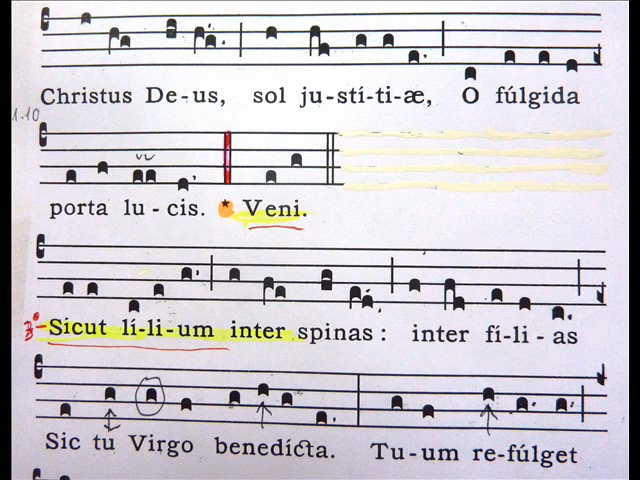 Christus De-us, sol ju-stí-ti-æ, O fúlgida
1.10
porta lu-cis. * Veni.
3º Sicut lí-li-um inter spinas: inter fí-li-as
Sic tu Virgo benedícta. Tu-um re-fúlget